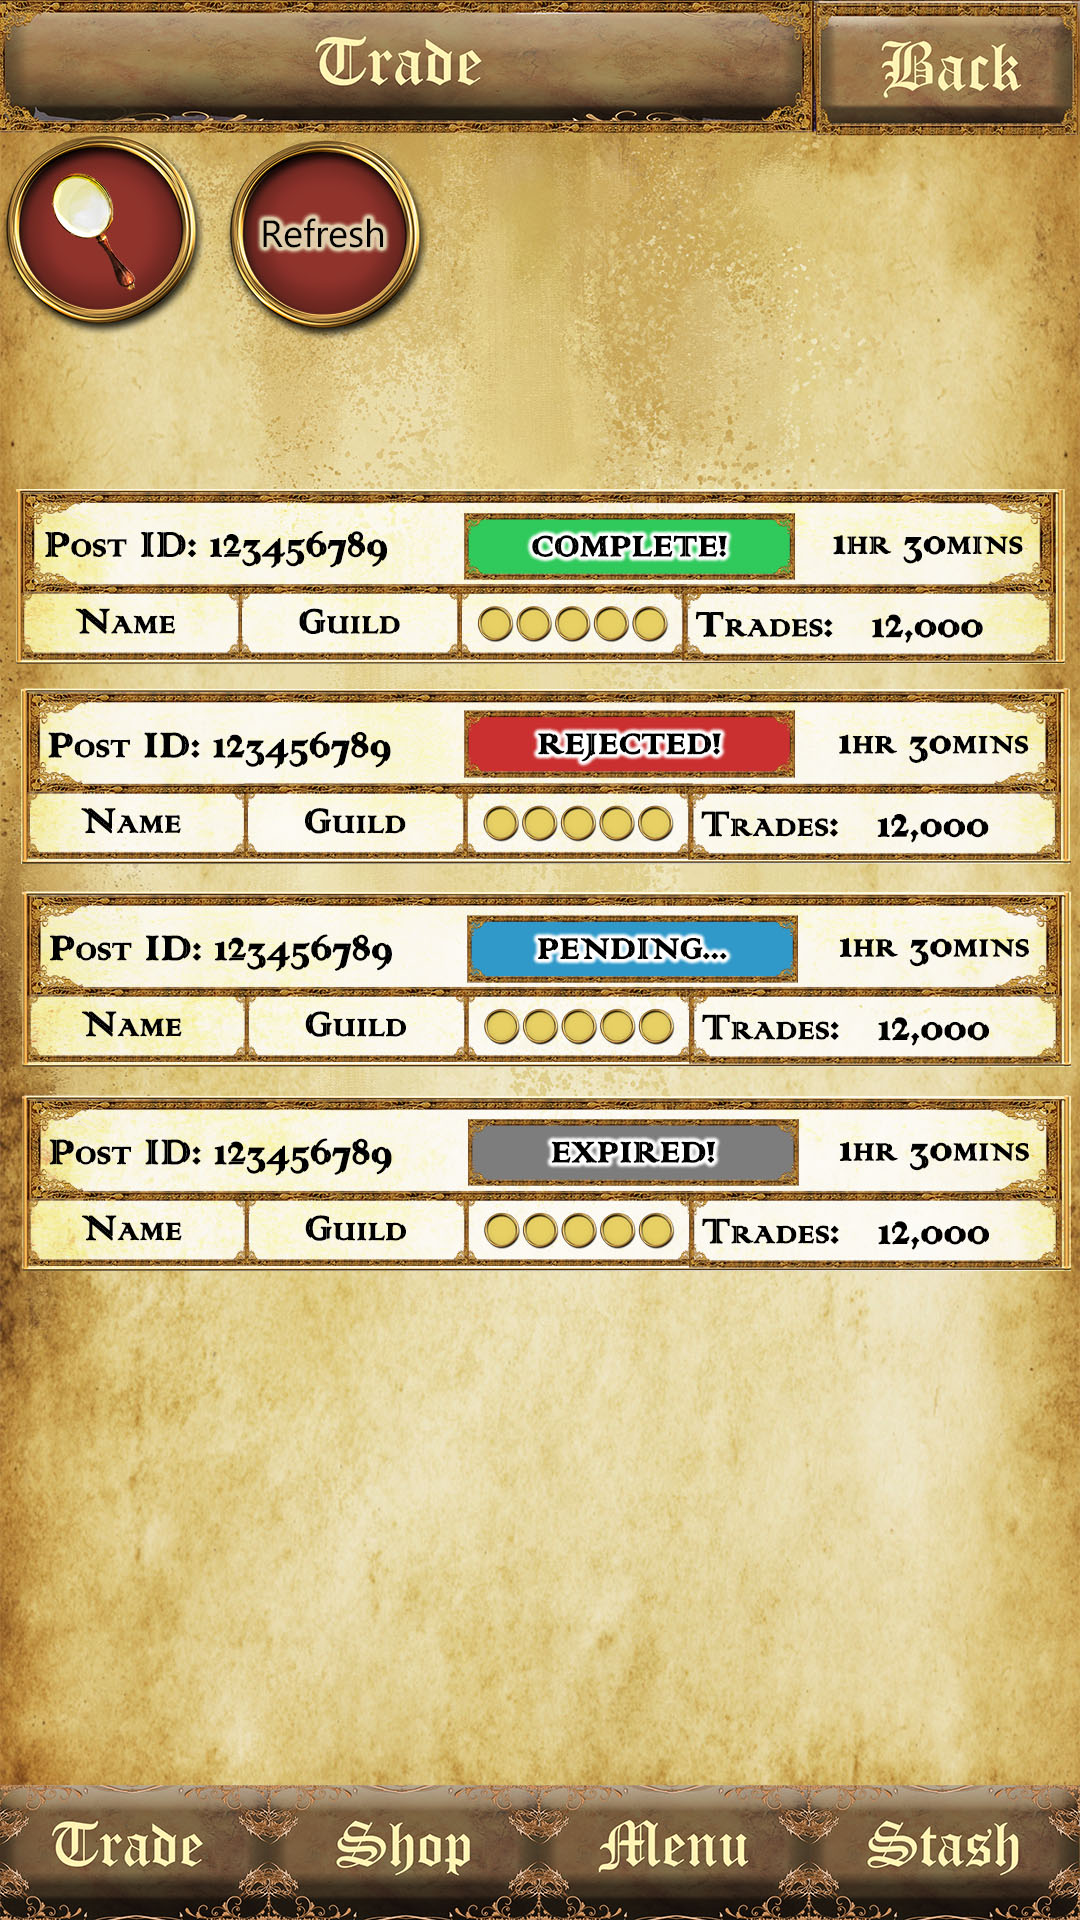 Trade
Back
Refresh
Post ID: 123456789 COMPLETE! 1hr 30mins
Name Guild Trades: 12,000
Post ID: 123456789 REJECTED! 1hr 30mins
Name Guild Trades: 12,000
Post ID: 123456789 PENDING... 1hr 30mins
Name Guild Trades: 12,000
Post ID: 123456789 EXPIRED! 1hr 30mins
Name Guild Trades: 12,000
Trade Shop Menu Stash